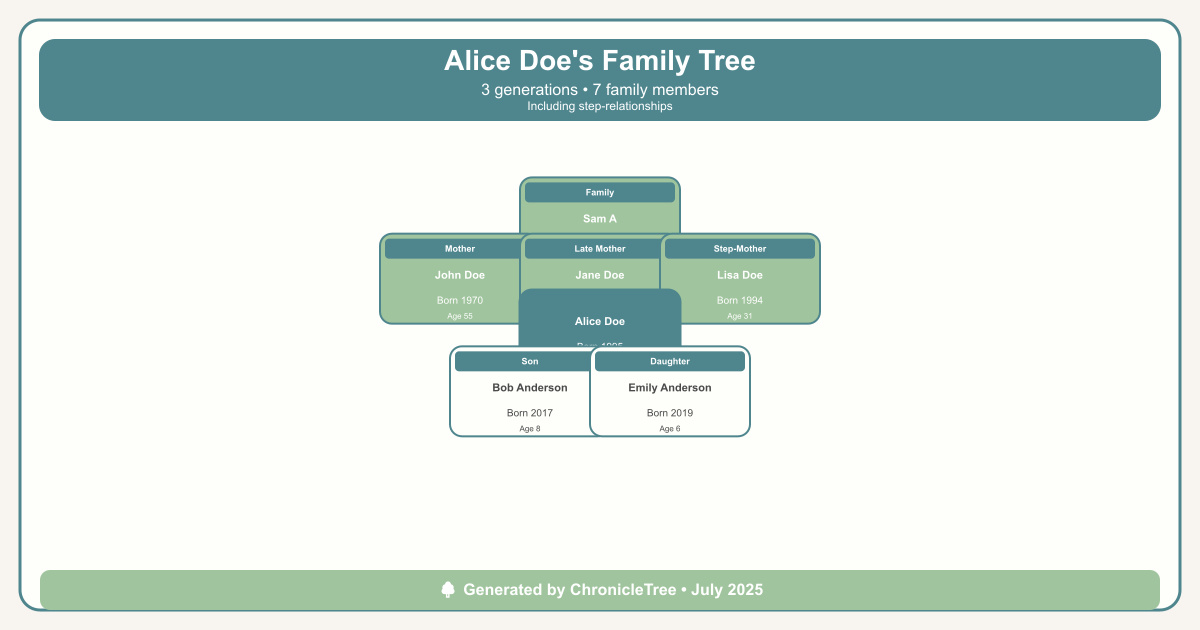 Alice Doe's Family Tree
3 generations • 7 family members
Including step-relationships
Family
Sam A
Mother
Late Mother
Step-Mother
John Doe
Jane Doe
Lisa Doe
Born 1970
Born 1994
Age 55
Age 31
Alice Doe
Born 1995
Son
Daughter
Bob Anderson
Emily Anderson
Born 2017
Born 2019
Age 8
Age 6
Generated by ChronicleTree • July 2025